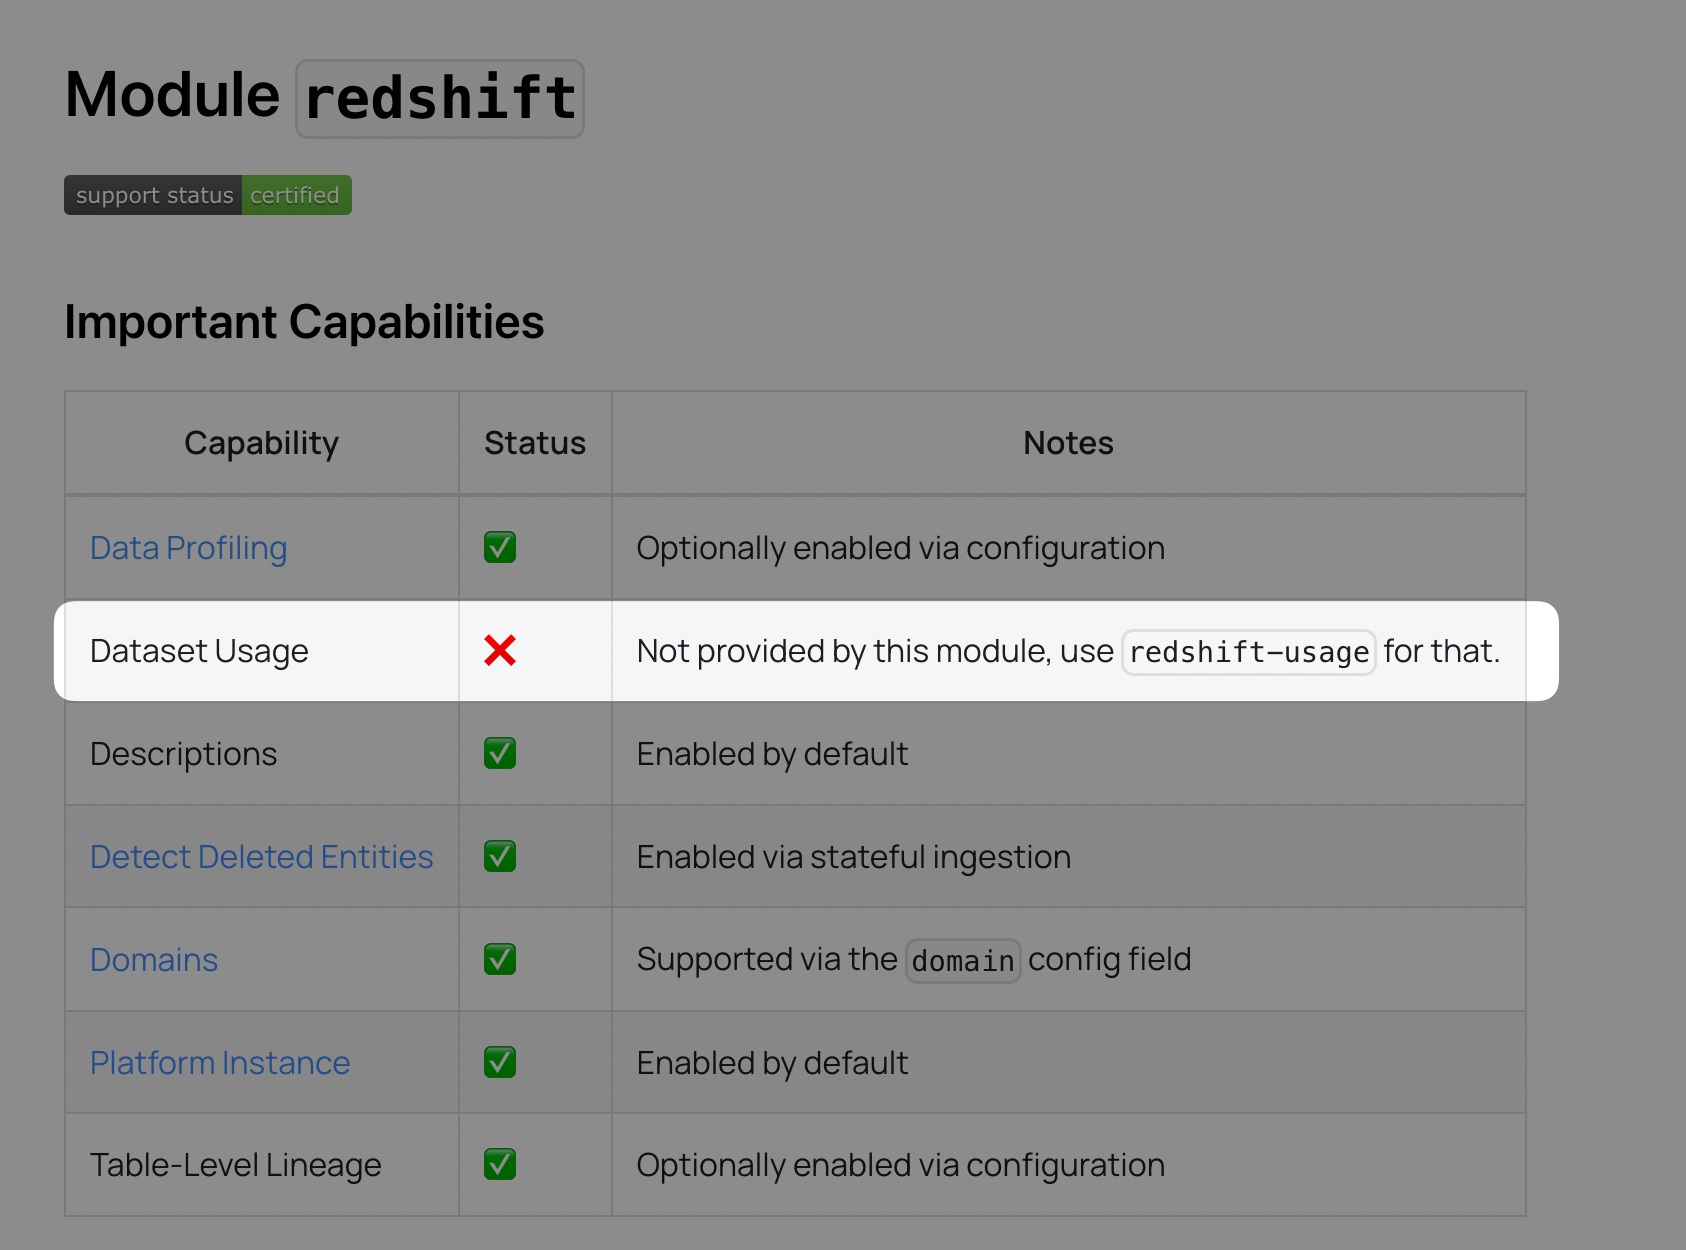 Module redshift
support status certified
Important Capabilities
Capability Status Notes
Data Profiling ✅ Optionally enabled via configuration
Dataset Usage ❌ Not provided by this module, use redshift-usage for that.
Descriptions ✅ Enabled by default
Detect Deleted Entities ✅ Enabled via stateful ingestion
Domains ✅ Supported via the domain config field
Platform Instance ✅ Enabled by default
Table-Level Lineage ✅ Optionally enabled via configuration